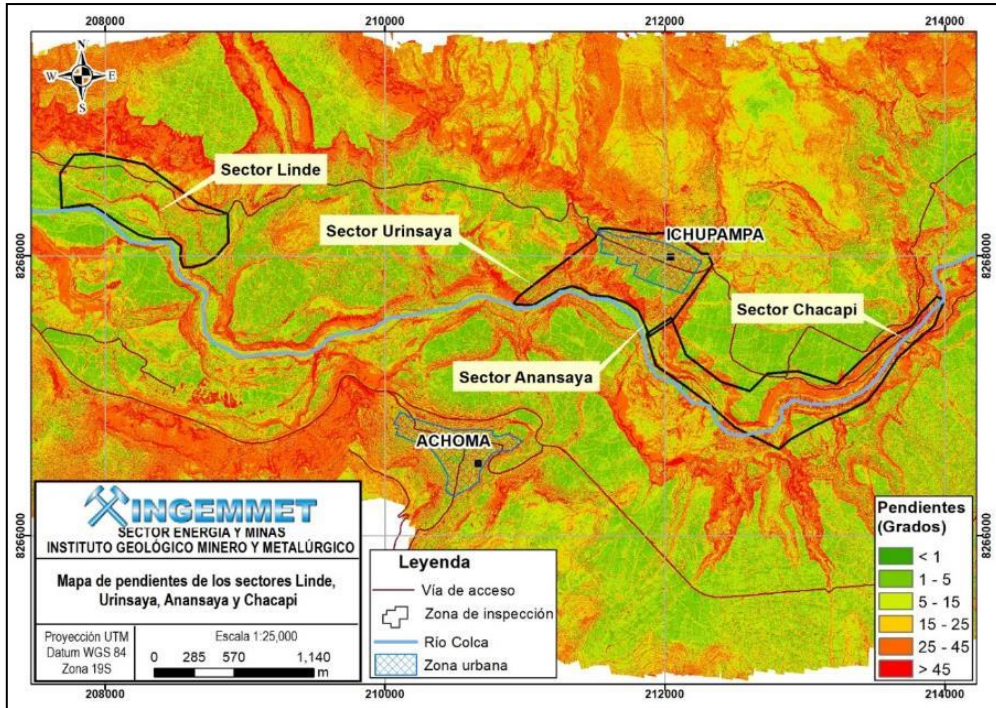 208000
210000
212000
214000
N
W E
S
Sector Linde
Sector Urinsaya
ICHUPAMPA
8268000
8268000
Sector Chacapi
Sector Anansaya
ACHOMA
INGEMMET
SECTOR ENERGÍA Y MINAS
INSTITUTO GEOLÓGICO MINERO Y METALÚRGICO
Mapa de pendientes de los sectores Linde,
Urinsaya, Anansaya y Chacapi
Proyección UTM
Datum WGS 84
Zona 19S
Escala 1:25,000
0 285 570 1,140
m
Leyenda
Vía de acceso
Zona de inspección
Río Colca
Zona urbana
8266000
8266000
Pendientes
(Grados)
< 1
1 - 5
5 - 15
15 - 25
25 - 45
> 45
208000
210000
212000
214000